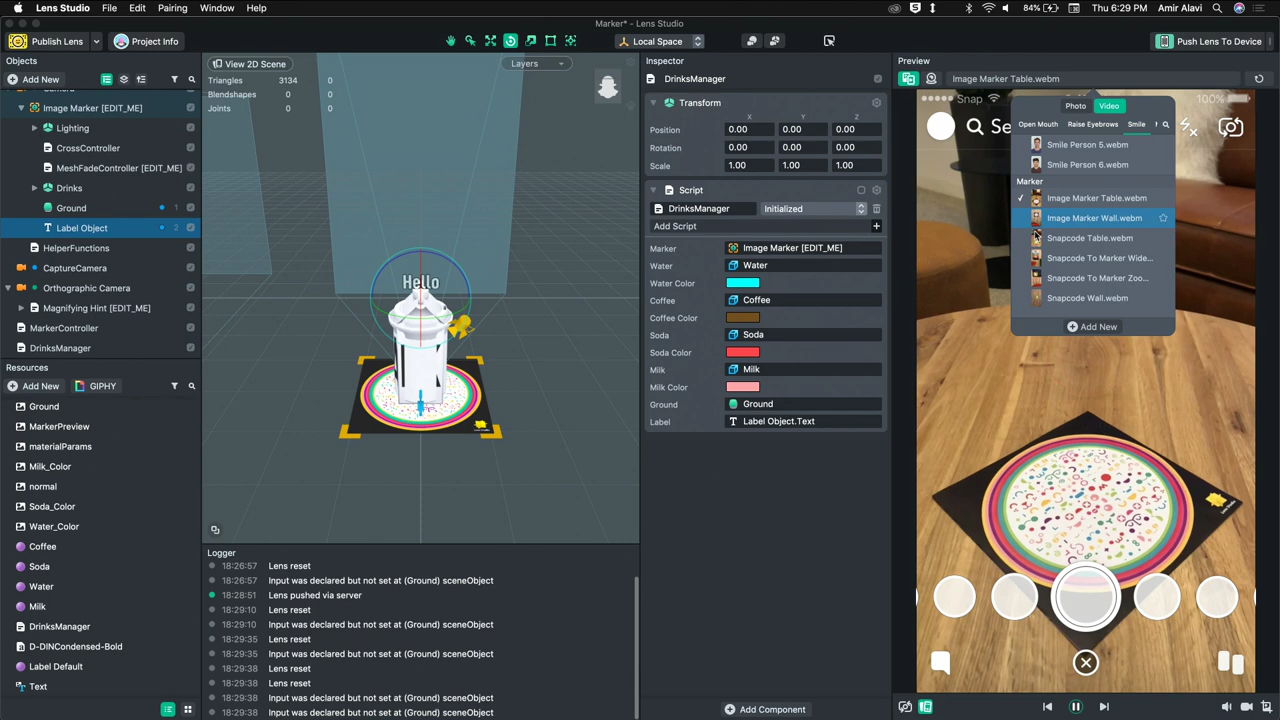 Lens Studio File Edit Pairing Window Help 84% Thu 6:29 PM Amir Alavi
Marker* - Lens Studio
Publish Lens Project Info Local Space Push Lens To Device
Objects
Add New
Image Marker [EDIT_ME]
Lighting
CrossController
MeshFadeController [EDIT_ME]
Drinks
Ground 1
Label Object 2
HelperFunctions
CaptureCamera
Orthographic Camera
Magnifying Hint [EDIT_ME]
MarkerController
DrinksManager
Resources
Add New GIPHY
Ground
MarkerPreview
materialParams
Milk_Color
normal
Soda_Color
Water_Color
Coffee
Soda
Water
Milk
DrinksManager
D-DINCondensed-Bold
Label Default
Text
View 2D Scene Layers
Triangles 3134 0
Blendshapes 0 0
Joints 0 0
Hello
Logger
18:26:57 Lens reset
18:26:57 Input was declared but not set at (Ground) sceneObject
18:28:51 Lens pushed via server
18:29:10 Lens reset
18:29:10 Input was declared but not set at (Ground) sceneObject
18:29:35 Lens reset
18:29:35 Input was declared but not set at (Ground) sceneObject
18:29:38 Lens reset
18:29:38 Lens reset
18:29:38 Input was declared but not set at (Ground) sceneObject
18:29:38 Input was declared but not set at (Ground) sceneObject
Inspector
DrinksManager
Transform
X Y Z
Position 0.00 0.00 0.00
Rotation 0.00 0.00 0.00
Scale 1.00 1.00 1.00
Script
DrinksManager Initialized
Add Script
Marker Image Marker [EDIT_ME]
Water Water
Water Color
Coffee Coffee
Coffee Color
Soda Soda
Soda Color
Milk Milk
Milk Color
Ground Ground
Label Label Object.Text
Add Component
Preview
Image Marker Table.webm
Snap 100%
Se
Photo Video
Open Mouth Raise Eyebrows Smile
Smile Person 5.webm
Smile Person 6.webm
Marker
Image Marker Table.webm
Image Marker Wall.webm
Snapcode Table.webm
Snapcode To Marker Wide...
Snapcode To Marker Zoo...
Snapcode Wall.webm
Add New